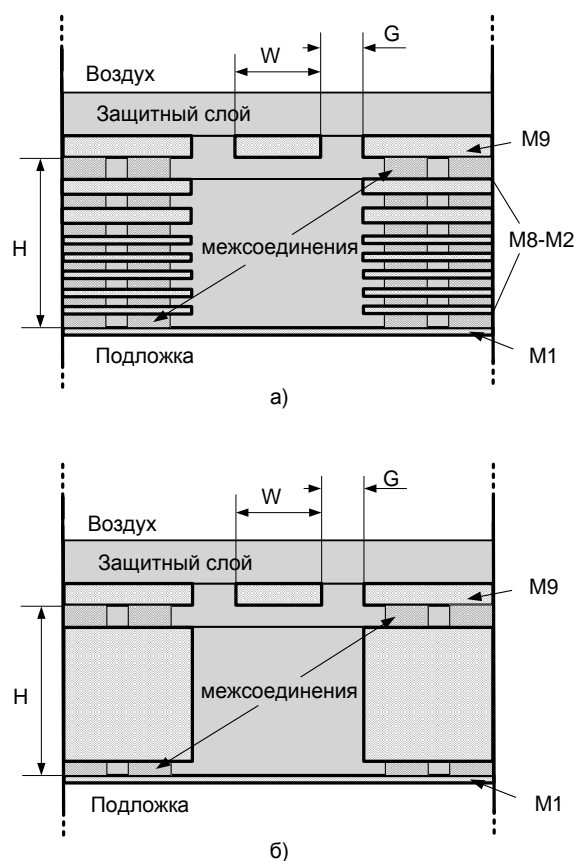 G
W
Воздух
Защитный слой
M9
H
межсоединения
M8-M2
Подложка
M1
а)
G
W
Воздух
Защитный слой
M9
H
межсоединения
Подложка
M1
б)